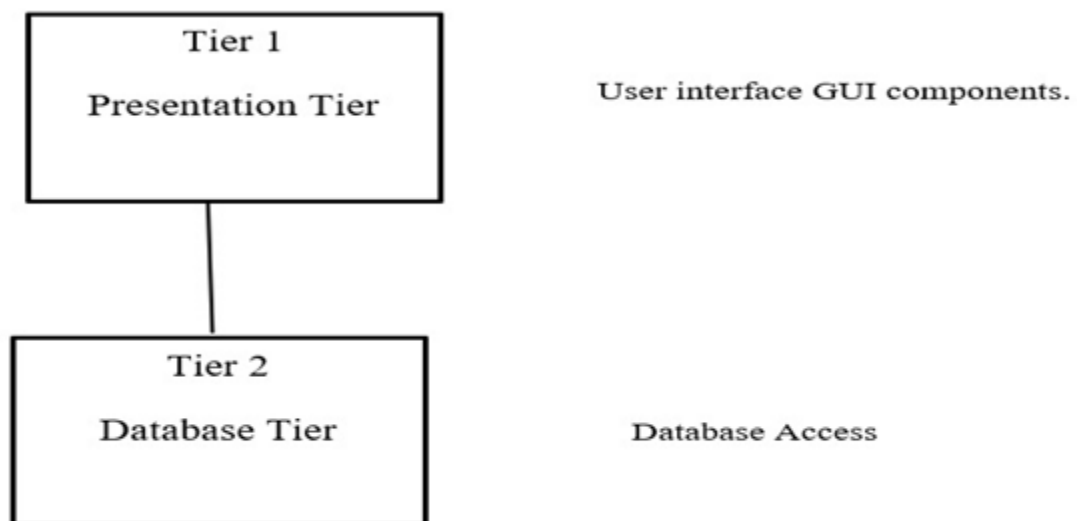 Tier 1
Presentation Tier
User interface GUI components.
Tier 2
Database Tier
Database Access